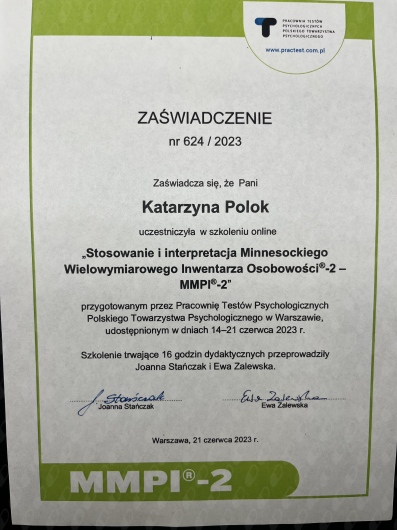 PRACOWNIA TESTÓW
PSYCHOLOGICZNYCH
POLSKIEGO TOWARZYSTWA
PSYCHOLOGICZNEGO
www.practest.com.pl
ZAŚWIADCZENIE
nr 624 / 2023
Zaświadcza się, że Pani
Katarzyna Polok
uczestniczyła w szkoleniu online
„Stosowanie i interpretacja Minnesockiego
Wielowymiarowego Inwentarza Osobowości®-2 –
MMPI®-2"
przygotowanym przez Pracownię Testów Psychologicznych
Polskiego Towarzystwa Psychologicznego w Warszawie,
udostępnionym w dniach 14–21 czerwca 2023 r.
Szkolenie trwające 16 godzin dydaktycznych przeprowadziły
Joanna Stańczak i Ewa Zalewska.
J. Stańczak Ewa Zalewska
Joanna Stańczak Ewa Zalewska
Warszawa, 21 czerwca 2023 r.
MMPI®-2